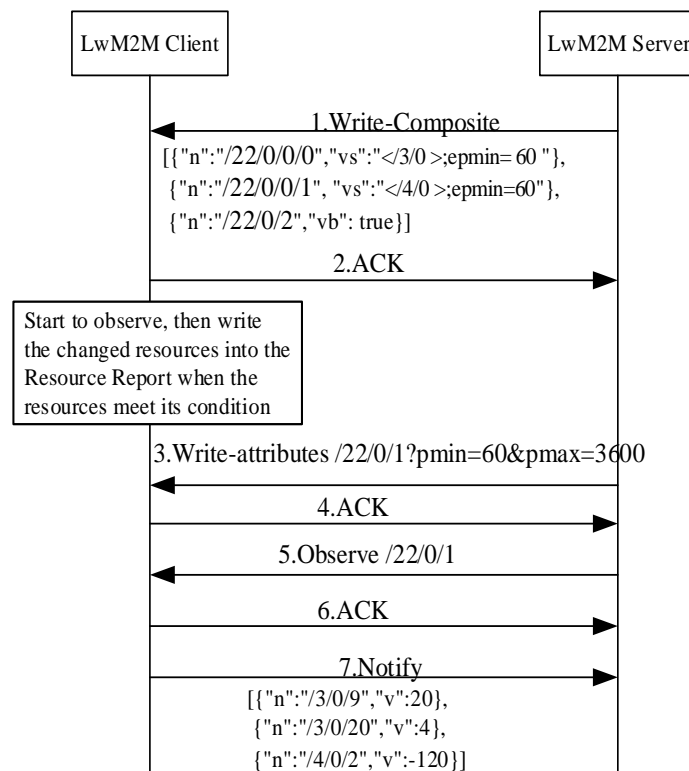 LwM2M Client
LwM2M Server
1.Write-Composite
[{"n":"/22/0/0/0","vs":"</3/0 >;epmin= 60 "},
{"n":"/22/0/0/1", "vs":"</4/0 >;epmin=60"},
{"n":"/22/0/2","vb": true}]
2.ACK
Start to observe, then write
the changed resources into the
Resource Report when the
resources meet its condition
3.Write-attributes /22/0/1?pmin=60&pmax=3600
4.ACK
5.Observe /22/0/1
6.ACK
7.Notify
[{"n":"/3/0/9","v":20},
{"n":"/3/0/20","v":4},
{"n":"/4/0/2","v":-120}]